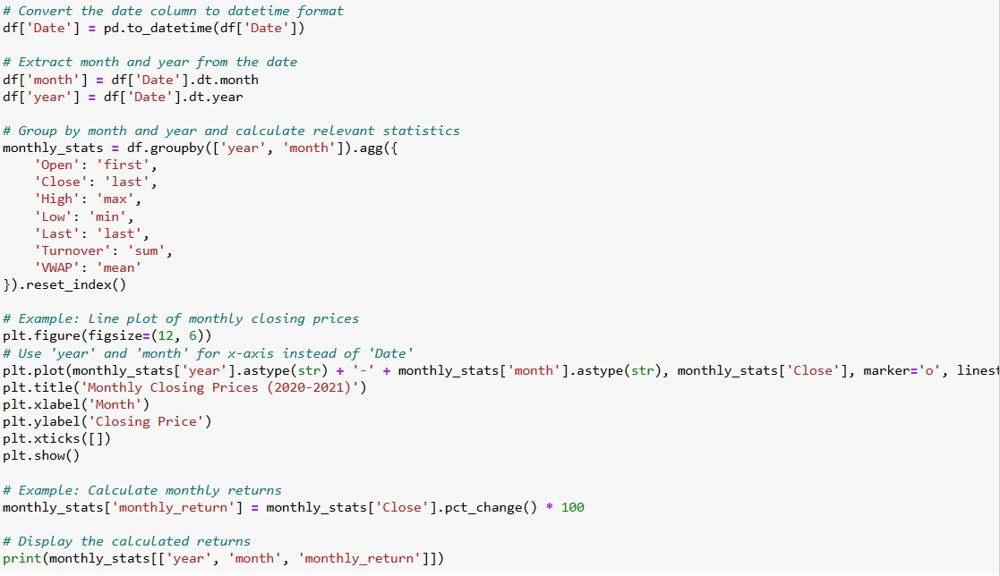 # Convert the date column to datetime format
df['Date'] = pd.to_datetime(df['Date'])
# Extract month and year from the date
df['month'] = df['Date'].dt.month
df['year'] = df['Date'].dt.year
# Group by month and year and calculate relevant statistics
monthly_stats = df.groupby(['year', 'month']).agg({
    'Open': 'first',
    'Close': 'last',
    'High': 'max',
    'Low': 'min',
    'Last': 'last',
    'Turnover': 'sum',
    'VWAP': 'mean'
}).reset_index()
# Example: Line plot of monthly closing prices
plt.figure(figsize=(12, 6))
# Use 'year' and 'month' for x-axis instead of 'Date'
plt.plot(monthly_stats['year'].astype(str) + '-' + monthly_stats['month'].astype(str), monthly_stats['Close'], marker='o', linest
plt.title('Monthly Closing Prices (2020-2021)')
plt.xlabel('Month')
plt.ylabel('Closing Price')
plt.xticks([])
plt.show()
# Example: Calculate monthly returns
monthly_stats['monthly_return'] = monthly_stats['Close'].pct_change() * 100
# Display the calculated returns
print(monthly_stats[['year', 'month', 'monthly_return']])